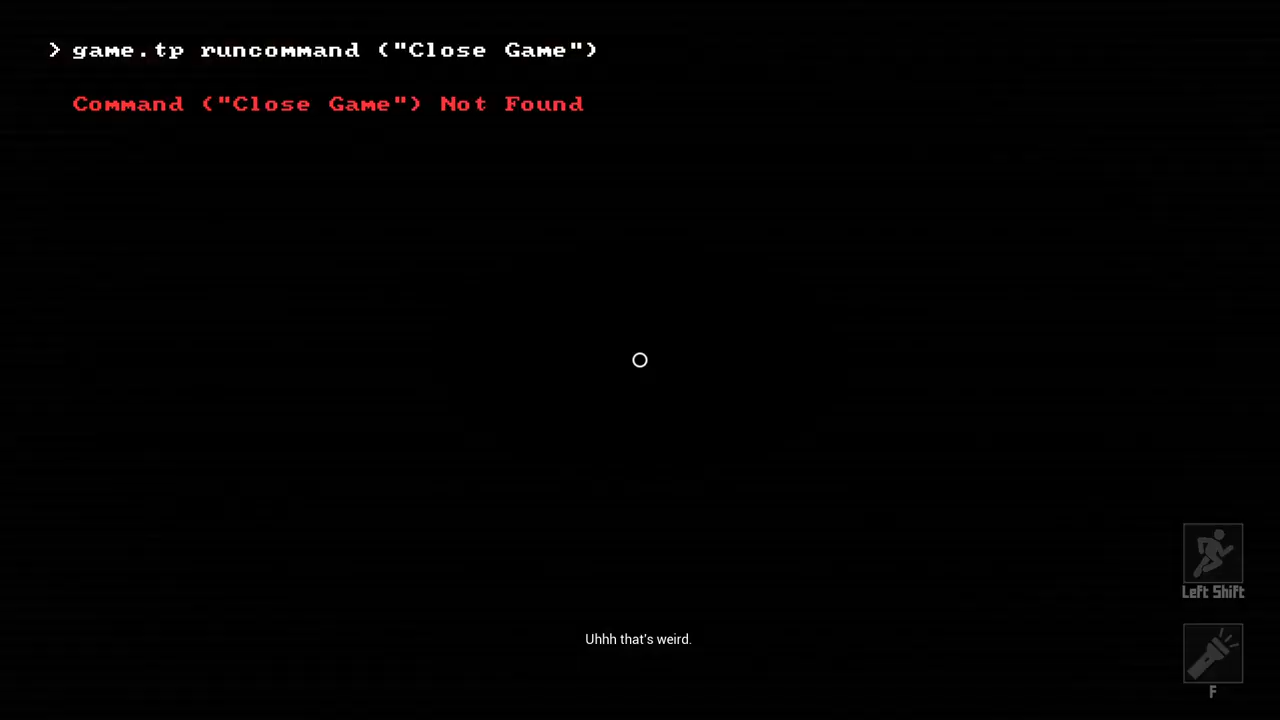 > game.tp runcommand ("Close Game")
Command ("Close Game") Not Found
Left Shift
Uhhh that's weird.
F